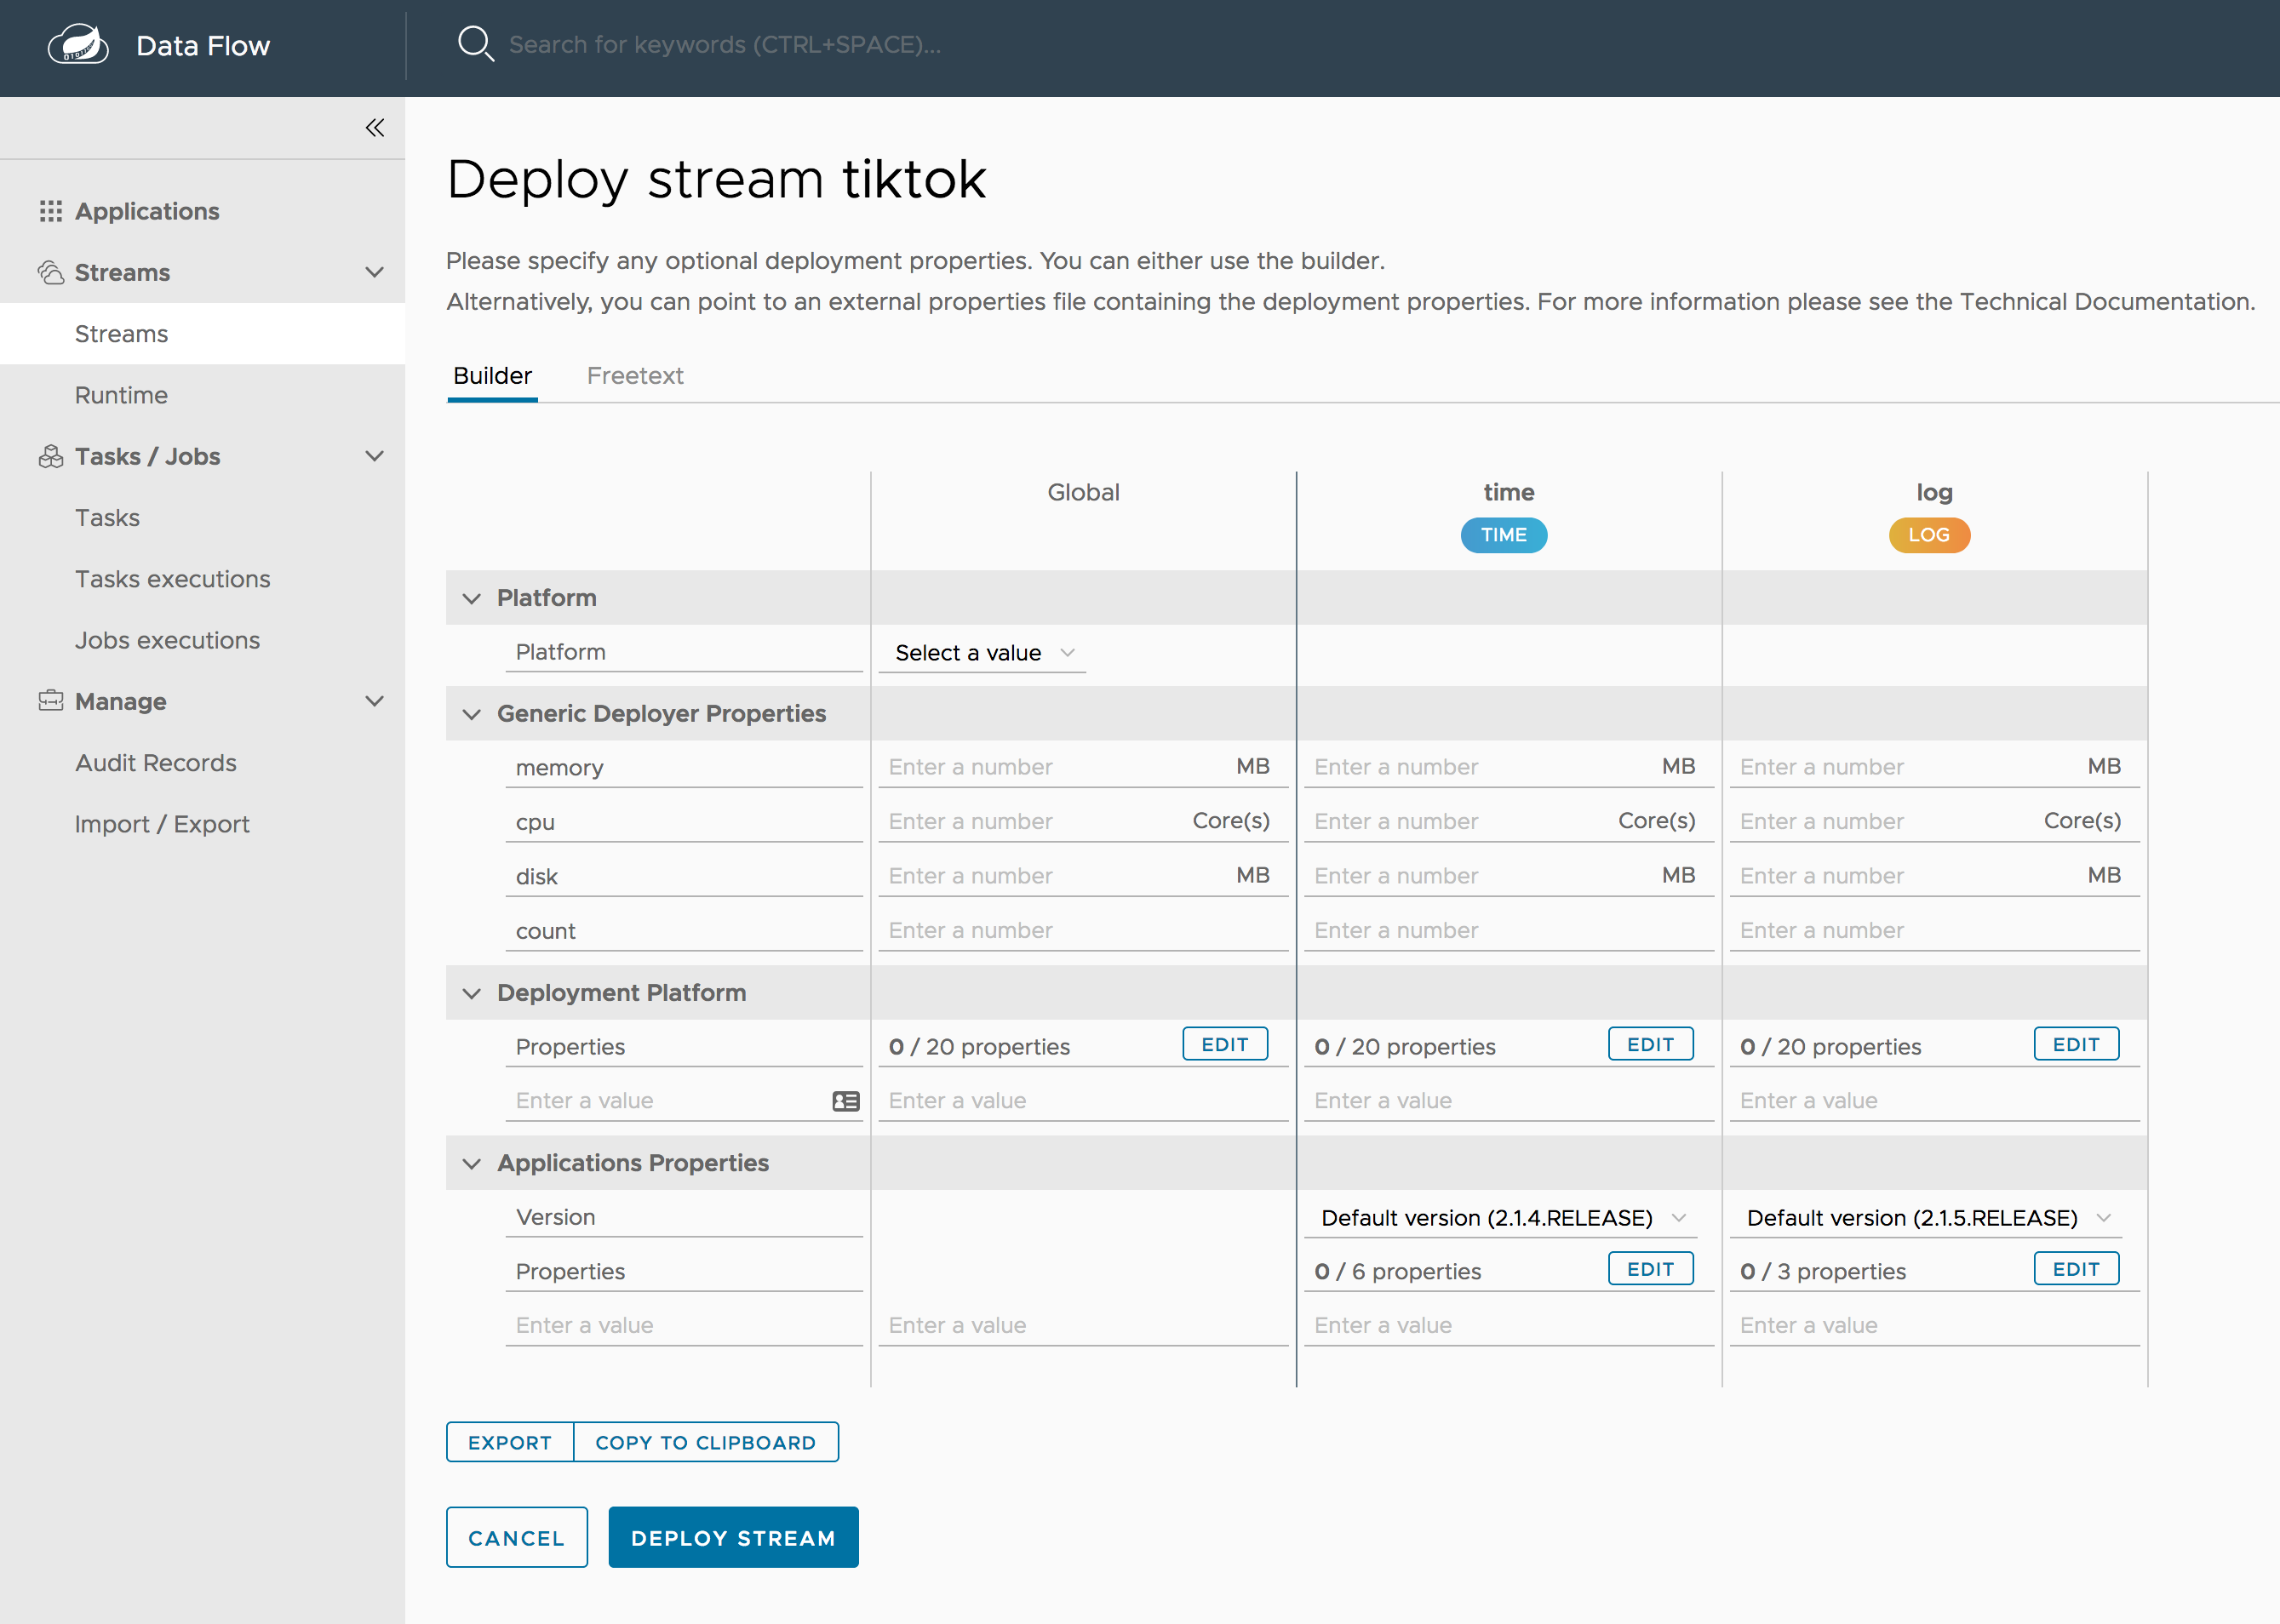 Data Flow
Search for keywords (CTRL+SPACE)...
Applications
Streams
Streams
Runtime
Tasks / Jobs
Tasks
Tasks executions
Jobs executions
Manage
Audit Records
Import / Export
Deploy stream tiktok
Please specify any optional deployment properties. You can either use the builder.
Alternatively, you can point to an external properties file containing the deployment properties. For more information please see the Technical Documentation.
Builder Freetext
Global time log
TIME LOG
Platform
Platform Select a value
Generic Deployer Properties
memory Enter a number MB Enter a number MB Enter a number MB
cpu Enter a number Core(s) Enter a number Core(s) Enter a number Core(s)
disk Enter a number MB Enter a number MB Enter a number MB
count Enter a number Enter a number Enter a number
Deployment Platform
Properties 0 / 20 properties EDIT 0 / 20 properties EDIT 0 / 20 properties EDIT
Enter a value Enter a value Enter a value Enter a value
Applications Properties
Version Default version (2.1.4.RELEASE) Default version (2.1.5.RELEASE)
Properties 0 / 6 properties EDIT 0 / 3 properties EDIT
Enter a value Enter a value Enter a value Enter a value
EXPORT COPY TO CLIPBOARD
CANCEL DEPLOY STREAM